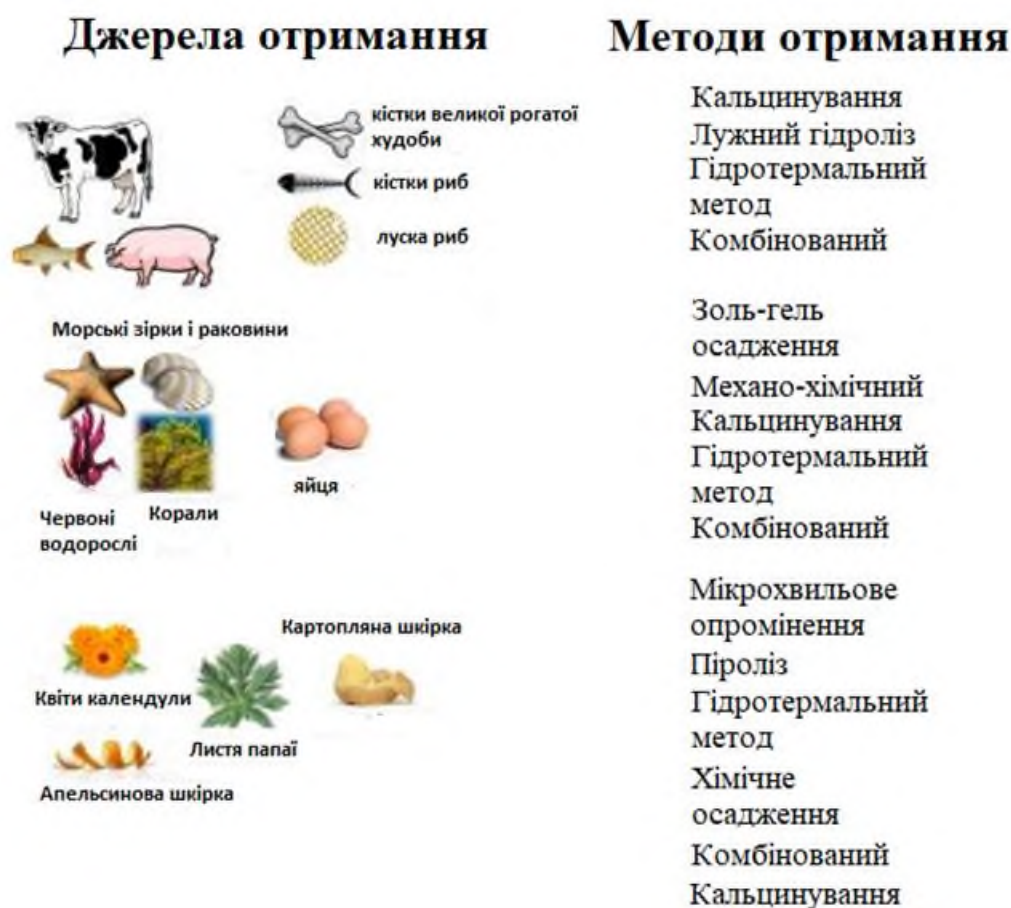 Джерела отримання
Методи отримання
кістки великої рогатої
худоби
кістки риб
луска риб
Кальцинування
Лужний гідроліз
Гідротермальний
метод
Комбінований
Морські зірки і раковини
Червоні
водорослі
Корали
яйця
Золь-гель
осадження
Механо-хімічний
Кальцинування
Гідротермальний
метод
Комбінований
Квіти календули
Картопляна шкірка
Листя папаї
Апельсинова шкірка
Мікрохвильове
опромінення
Піроліз
Гідротермальний
метод
Хімічне
осадження
Комбінований
Кальцинування